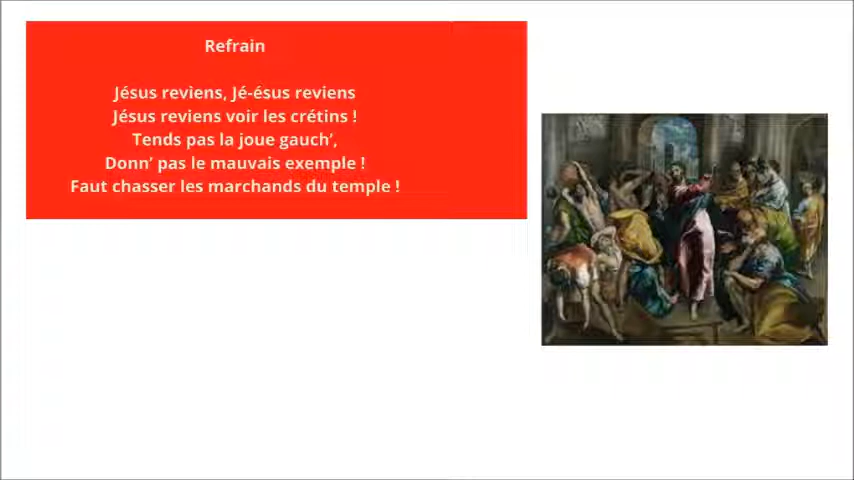 Refrain
Jésus reviens, Jé-ésus reviens
Jésus reviens voir les crétins !
Tends pas la joue gauch’,
Donn’ pas le mauvais exemple !
Faut chasser les marchands du temple !